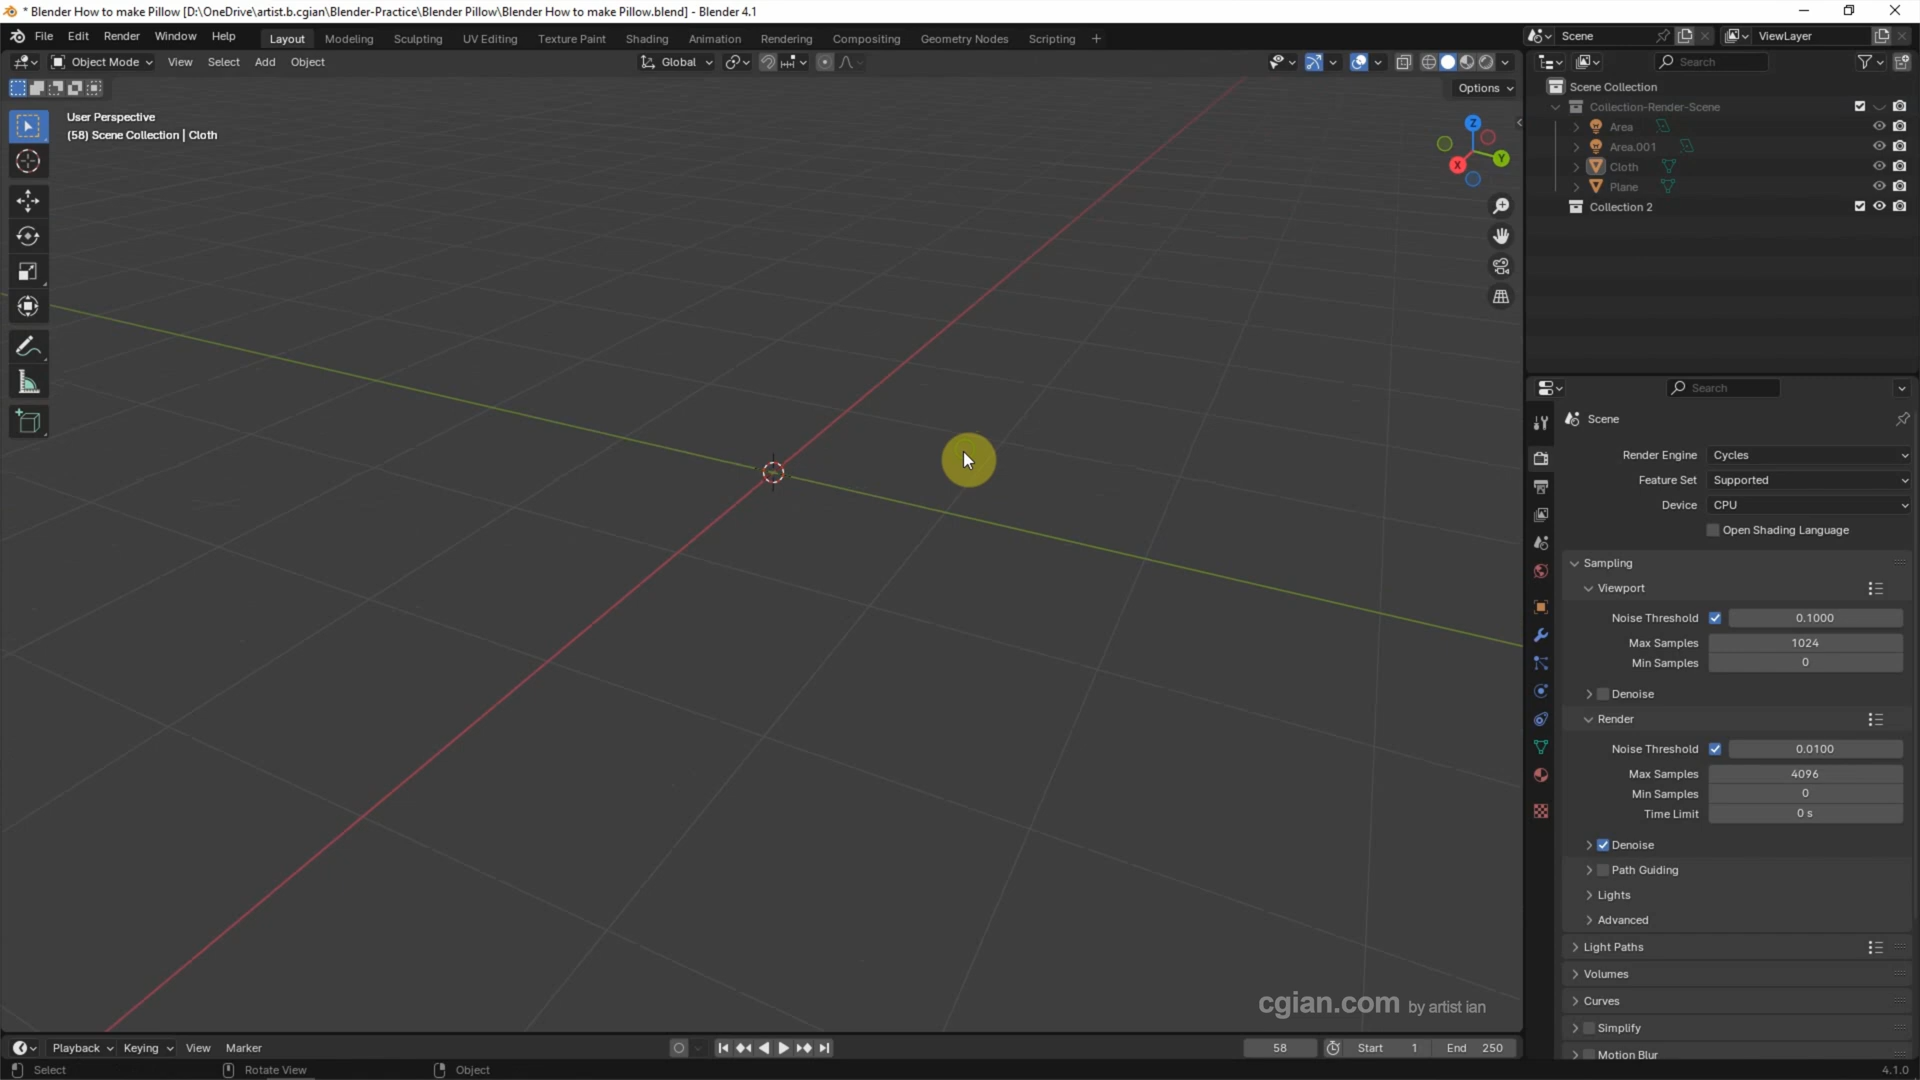 * Blender How to make Pillow [D:\OneDrive\artist.b.cgian\Blender-Practice\Blender Pillow\Blender How to make Pillow.blend] - Blender 4.1
File Edit Render Window Help Layout Modeling Sculpting UV Editing Texture Paint Shading Animation Rendering Compositing Geometry Nodes Scripting + Scene ViewLayer
Object Mode View Select Add Object Global Search
Options
User Perspective
(58) Scene Collection | Cloth
Z
Y
X
Scene Collection
Collection-Render-Scene
Area
Area.001
Cloth
Plane
Collection 2
Search
Scene
Render Engine Cycles
Feature Set Supported
Device CPU
Open Shading Language
Sampling
Viewport
Noise Threshold 0.1000
Max Samples 1024
Min Samples 0
Denoise
Render
Noise Threshold 0.0100
Max Samples 4096
Min Samples 0
Time Limit 0 s
Denoise
Path Guiding
Lights
Advanced
Light Paths
Volumes
Curves
Simplify
Motion Blur
cgian.com by artist ian
Playback Keying View Marker 58 Start 1 End 250
Select Rotate View Object 4.1.0